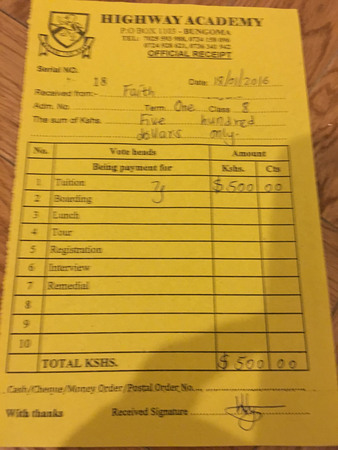 HIGHWAY ACADEMY
P.O BOX 1103 - BUNGOMA
OFFICIAL RECEIPT
Serial NO. 18 Date: 18/01/2016
Received from:- Faith
Adm. No. Term One Class 8
The sum of Kshs. Five hundred
dollars only.
No. Vote heads Amount
Being payment for Kshs. Cts
1 Tuition $500 00
2 Boarding
3 Lunch
4 Tour
5 Registration
6 Interview
7 Remedial
8
9
10
TOTAL KSHS. $500 00
Cash/Cheque/Money Order/Postal Order No.
With thanks Received Signature